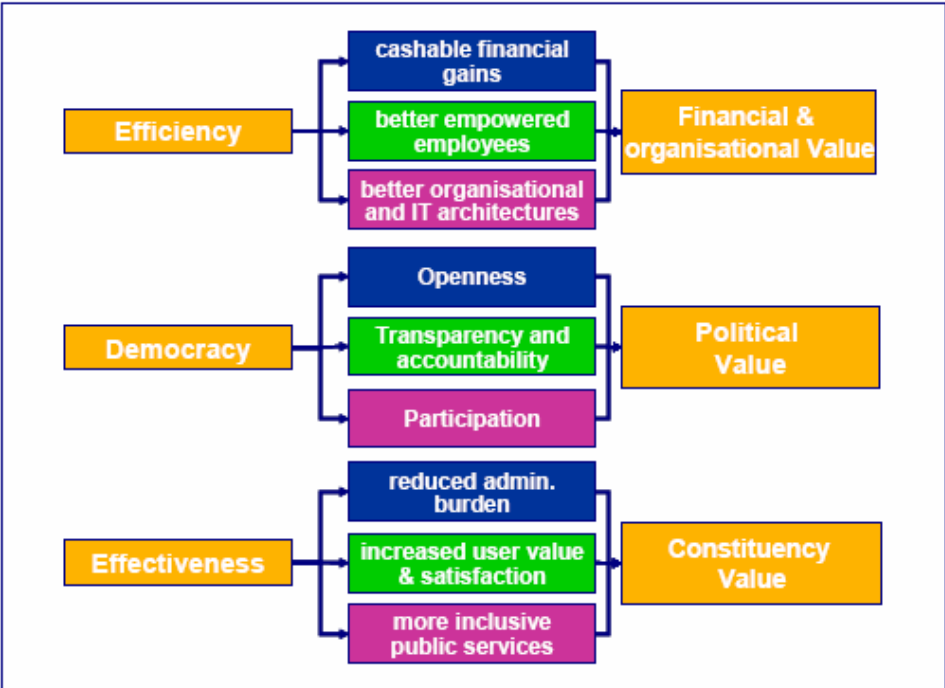 cashable financial
gains
Efficiency
better empowered
employees
Financial &
organisational Value
better organisational
and IT architectures
Openness
Democracy
Transparency and
accountability
Political
Value
Participation
reduced admin.
burden
Effectiveness
increased user value
& satisfaction
Constituency
Value
more inclusive
public services